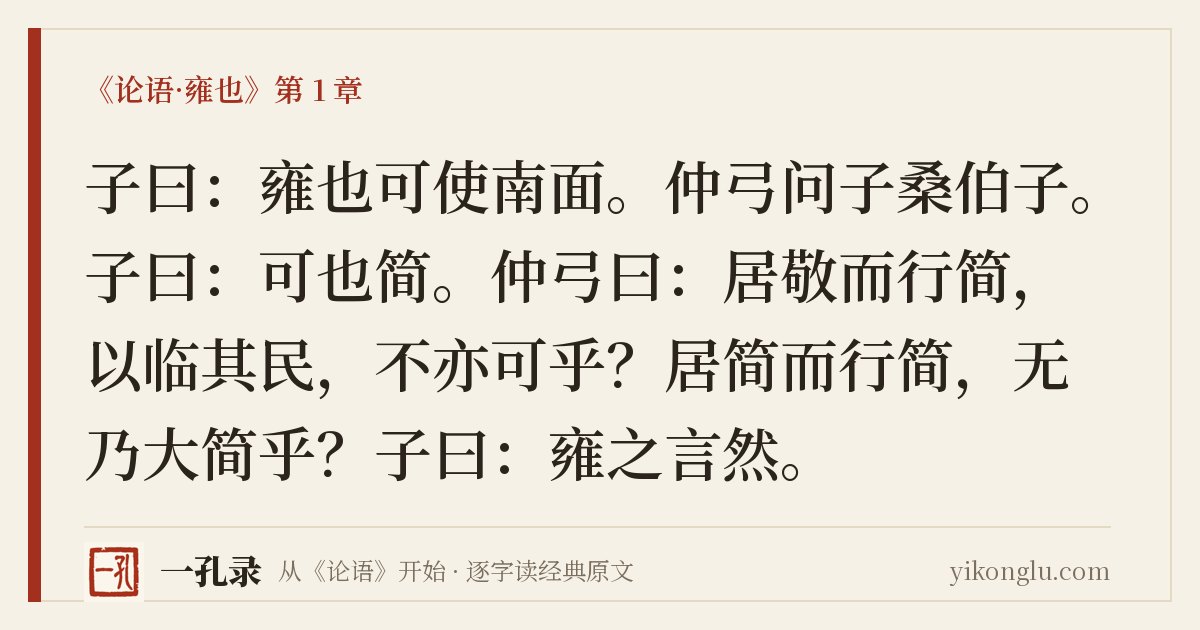 《论语·雍也》第 1 章
子曰：雍也可使南面。仲弓问子桑伯子。
子曰：可也简。仲弓曰：居敬而行简，
以临其民，不亦可乎？居简而行简，无
乃大简乎？子曰：雍之言然。
一孔
一孔录 从《论语》开始 · 逐字读经典原文 yikonglu.com